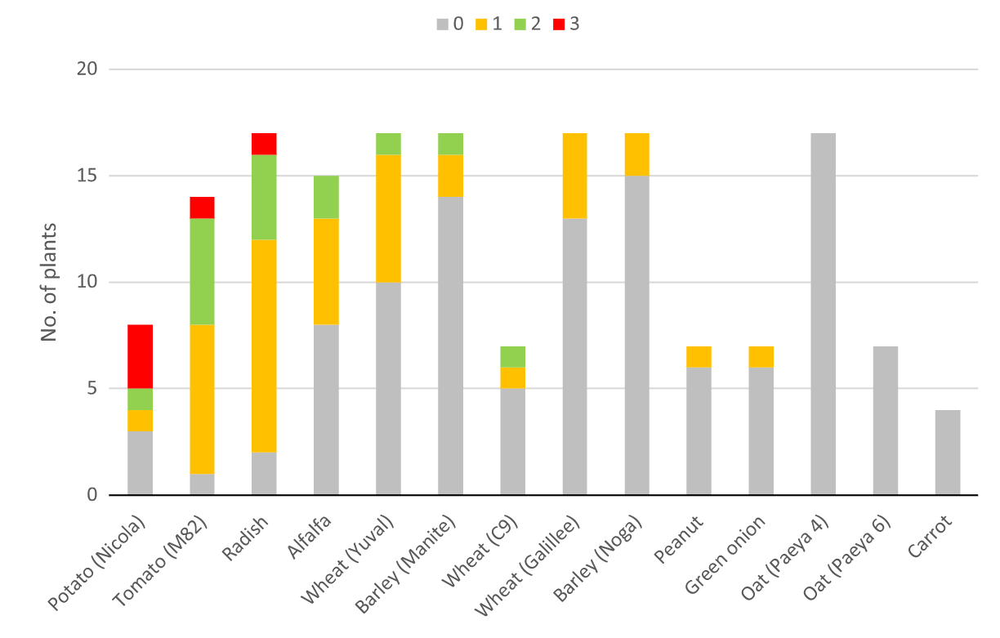 0 1 2 3
20
15
10
5
0
No. of plants
Potato (Nicola)
Tomato (M82)
Radish
Alfalfa
Wheat (Yuval)
Barley (Manite)
Wheat (C9)
Wheat (Galillee)
Barley (Noga)
Peanut
Green onion
Oat (Paeya 4)
Oat (Paeya 6)
Carrot